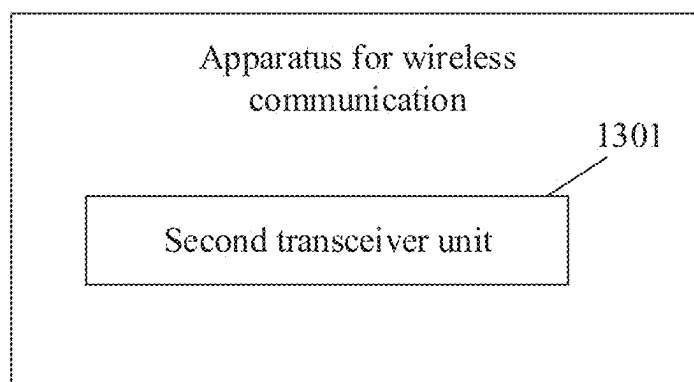 Apparatus for wireless
communication
1301
Second transceiver unit